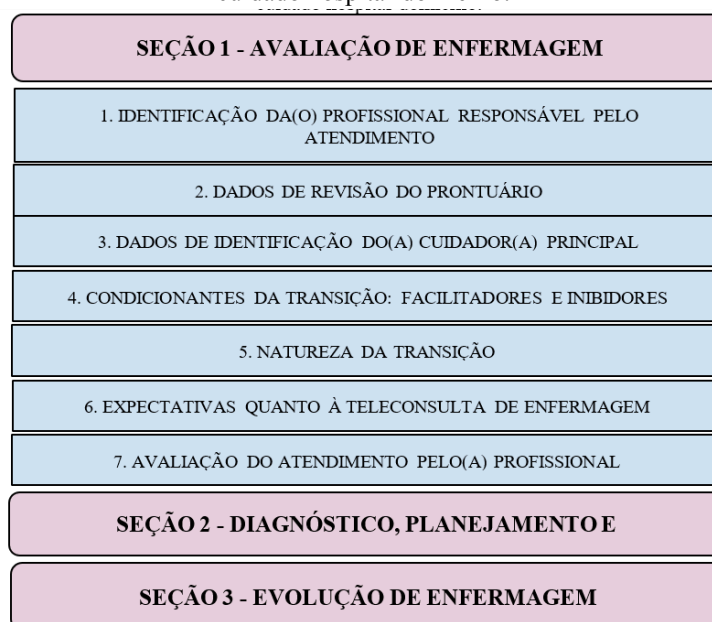 SEÇÃO 1 - AVALIAÇÃO DE ENFERMAGEM
1. IDENTIFICAÇÃO DA(O) PROFISSIONAL RESPONSÁVEL PELO
ATENDIMENTO
2. DADOS DE REVISÃO DO PRONTUÁRIO
3. DADOS DE IDENTIFICAÇÃO DO(A) CUIDADOR(A) PRINCIPAL
4. CONDICIONANTES DA TRANSIÇÃO: FACILITADORES E INIBIDORES
5. NATUREZA DA TRANSIÇÃO
6. EXPECTATIVAS QUANTO À TELECONSULTA DE ENFERMAGEM
7. AVALIAÇÃO DO ATENDIMENTO PELO(A) PROFISSIONAL
SEÇÃO 2 - DIAGNÓSTICO, PLANEJAMENTO E
SEÇÃO 3 - EVOLUÇÃO DE ENFERMAGEM